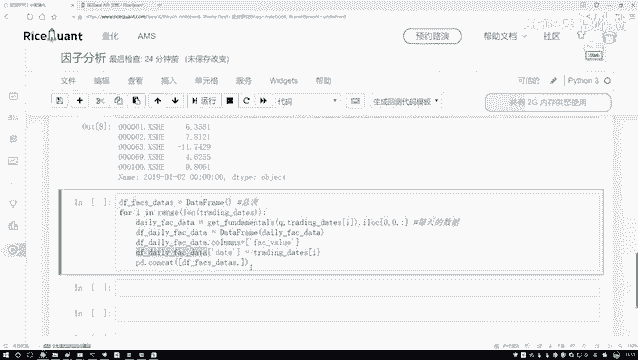 RiceQuant 量化 AMS
预约路演
帮助文档
社区
因子分析 最后检查: 24 分钟前 (未保存改变)
文件 编辑 查看 插入 单元格 服务 Widgets 帮助
可信的
Python 3
运行
代码
生成回测代码模板
共有 2G 内存供您使用
Out[9]:
000001.XSHE 6.3581
000002.XSHE 7.8121
000063.XSHE -11.7429
000069.XSHE 4.6255
000100.XSHE 9.8061
Name: 2019-01-02 00:00:00, dtype: object
In [ ]:
df_facs_datas = DataFrame() #总表
for i in range(len(trading_dates)):
daily_fac_data = get_fundamentals(q,trading_dates[i]).iloc[0,0,:] #每天的数据
df_daily_fac_data = DataFrame(daily_fac_data)
df_daily_fac_data.columns=['fac_value']
df_daily_fac_data['date'] = trading_dates[i]
pd.concat([df_facs_datas,])
In [ ]:
In [ ]: